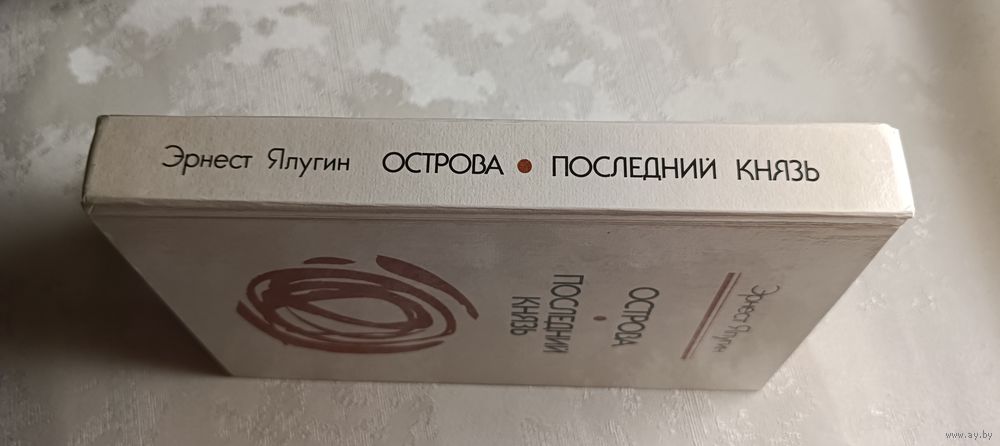 Эрнест Ялугин ОСТРОВА • ПОСЛЕДНИЙ КНЯЗЬ
Эрнест Ялугин
ОСТРОВА
•
ПОСЛЕДНИЙ
КНЯЗЬ
www.ay.by